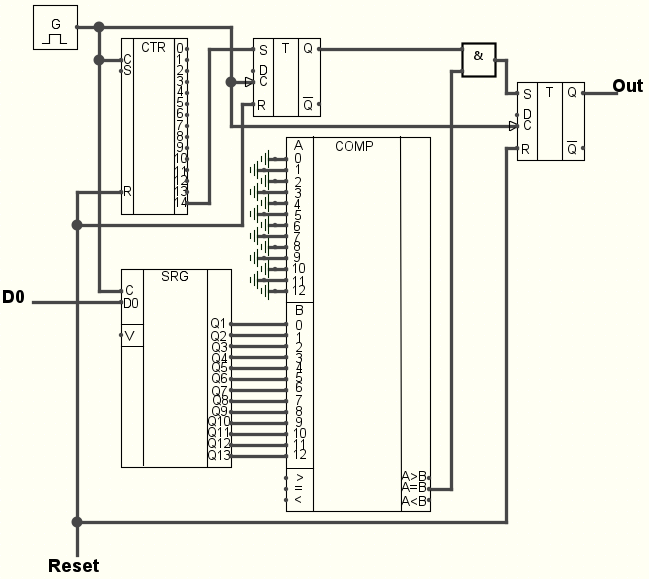 G
CTR
C
S
R
0
1
2
3
4
5
6
7
8
9
10
11
12
13
14
S T Q
D
C
R Q
&
S T Q
D
C
R Q
Out
A COMP
0
1
2
3
4
5
6
7
8
9
10
11
12
B
0
1
2
3
4
5
6
7
8
9
10
11
12
>
=
<
A>B
A=B
A<B
SRG
C
D0
D0
V
Q1
Q2
Q3
Q4
Q5
Q6
Q7
Q8
Q9
Q10
Q11
Q12
Q13
Reset